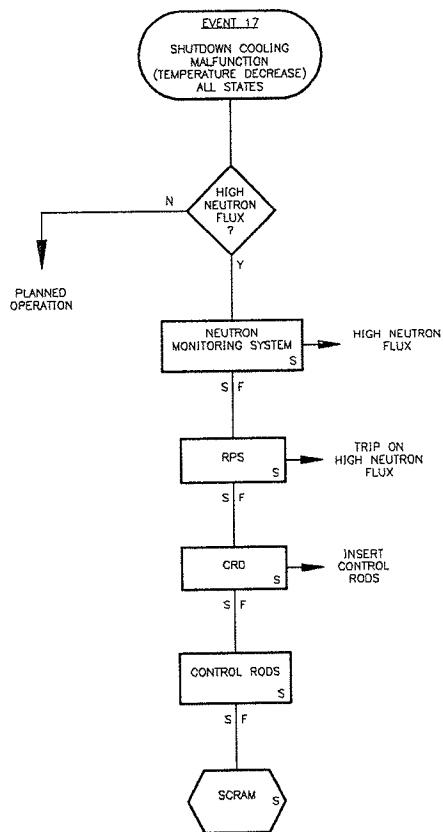 EVENT 17
SHUTDOWN COOLING
MALFUNCTION
(TEMPERATURE DECREASE)
ALL STATES
HIGH
NEUTRON
FLUX
?
N
Y
PLANNED
OPERATION
NEUTRON
MONITORING SYSTEM
S
HIGH NEUTRON
FLUX
S F
RPS
S
TRIP ON
HIGH NEUTRON
FLUX
S F
CRD
S
INSERT
CONTROL
RODS
S F
CONTROL RODS
S
S F
SCRAM
S